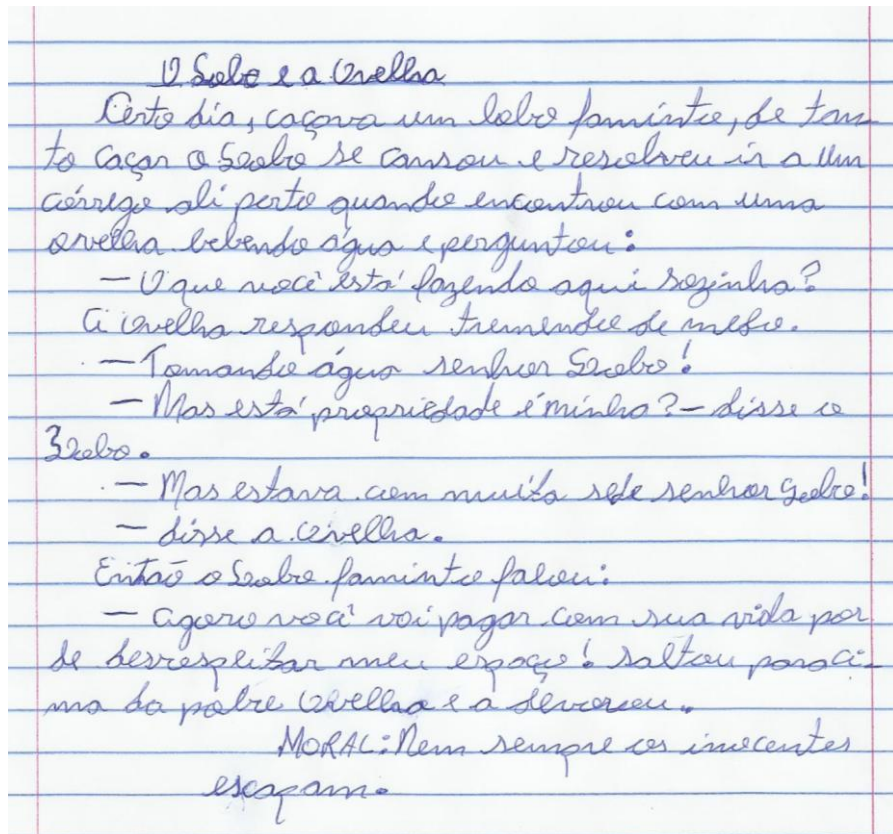 O Lobo e a Ovelha
Certo dia, caçava um lobo faminto, de tan-
to caçar o Lobo se cansou e resolveu ir a um
córrego ali perto quando encontrou com uma
ovelha bebendo água e perguntou:
— O que você está fazendo aqui sozinha?
A ovelha respondeu tremendo de medo.
— Tomando água senhor Lobo!
— Mas está propriedade é minha? — disse o
Lobo.
— Mas estava com muita sede senhor Lobo!
— disse a ovelha.
Então o Lobo faminto falou:
— Agora você vai pagar com sua vida por
de desrespeitar meu espaço! Saltou para ci-
ma da pobre Ovelha e a devorou.
MORAL: Nem sempre os inocentes
escapam.